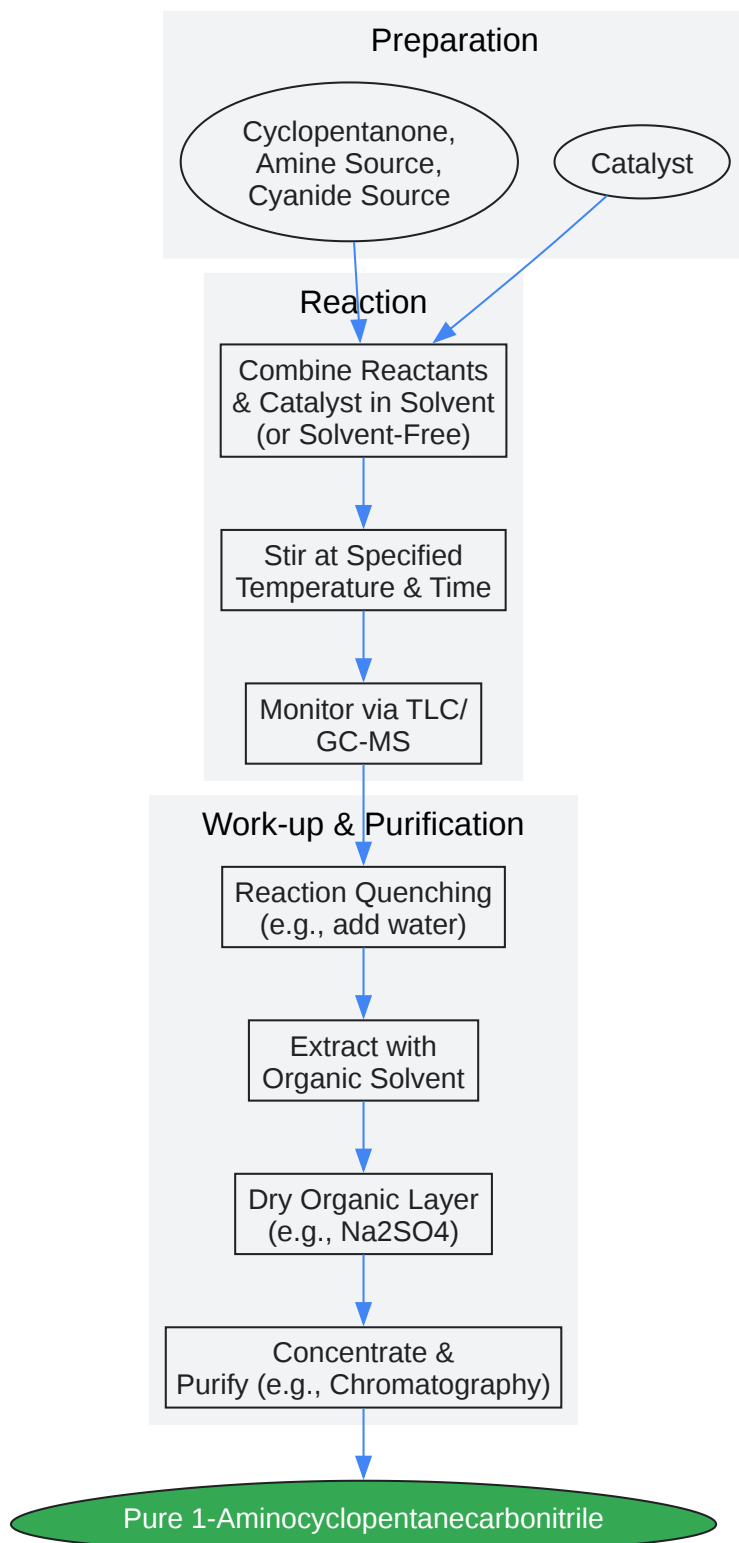 Preparation
Cyclopentanone,
Amine Source,
Cyanide Source
Catalyst
Reaction
Combine Reactants
& Catalyst in Solvent
(or Solvent-Free)
Stir at Specified
Temperature & Time
Monitor via TLC/
GC-MS
Work-up & Purification
Reaction Quenching
(e.g., add water)
Extract with
Organic Solvent
Dry Organic Layer
(e.g., Na2SO4)
Concentrate &
Purify (e.g., Chromatography)
Pure 1-Aminocyclopentanecarbonitrile